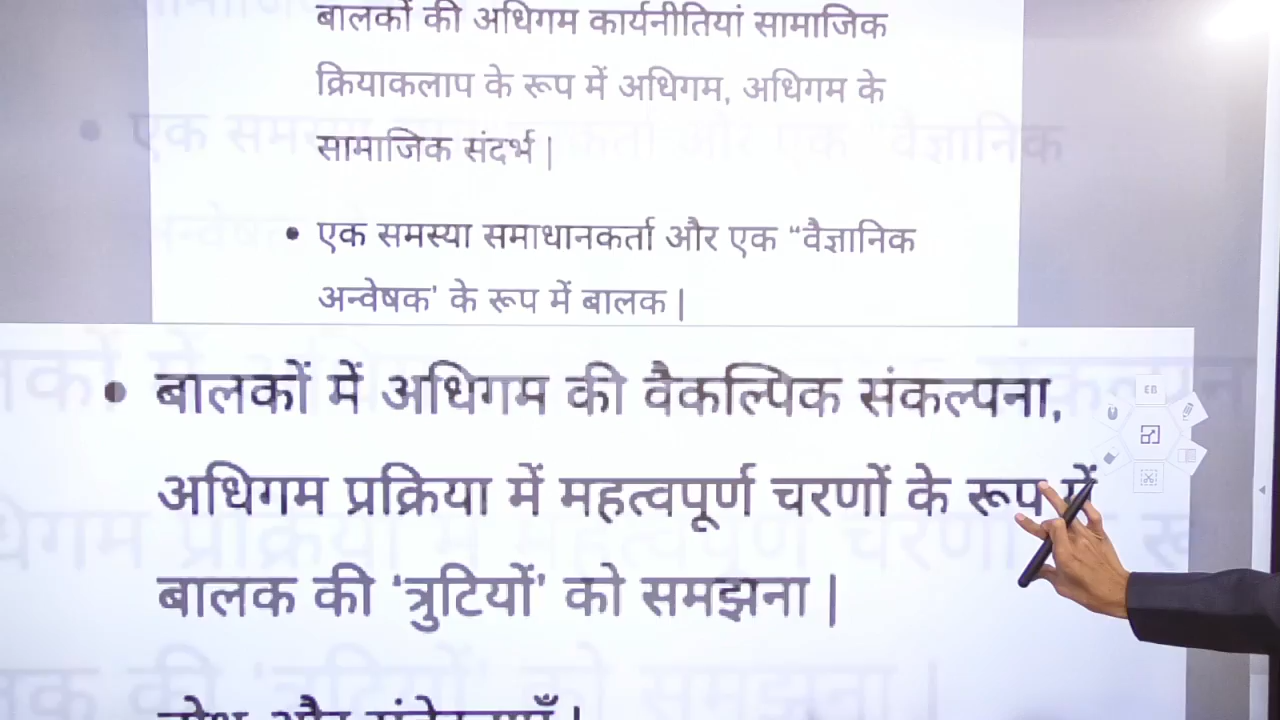 बालकों की अधिगम कार्यनीतियां सामाजिक
क्रियाकलाप के रूप में अधिगम, अधिगम के
सामाजिक संदर्भ |
• एक समस्या समाधानकर्ता और एक “वैज्ञानिक
अन्वेषक' के रूप में बालक |
• बालकों में अधिगम की वैकल्पिक संकल्पना,
अधिगम प्रक्रिया में महत्वपूर्ण चरणों के रूप में
बालक की ‘त्रुटियों' को समझना |